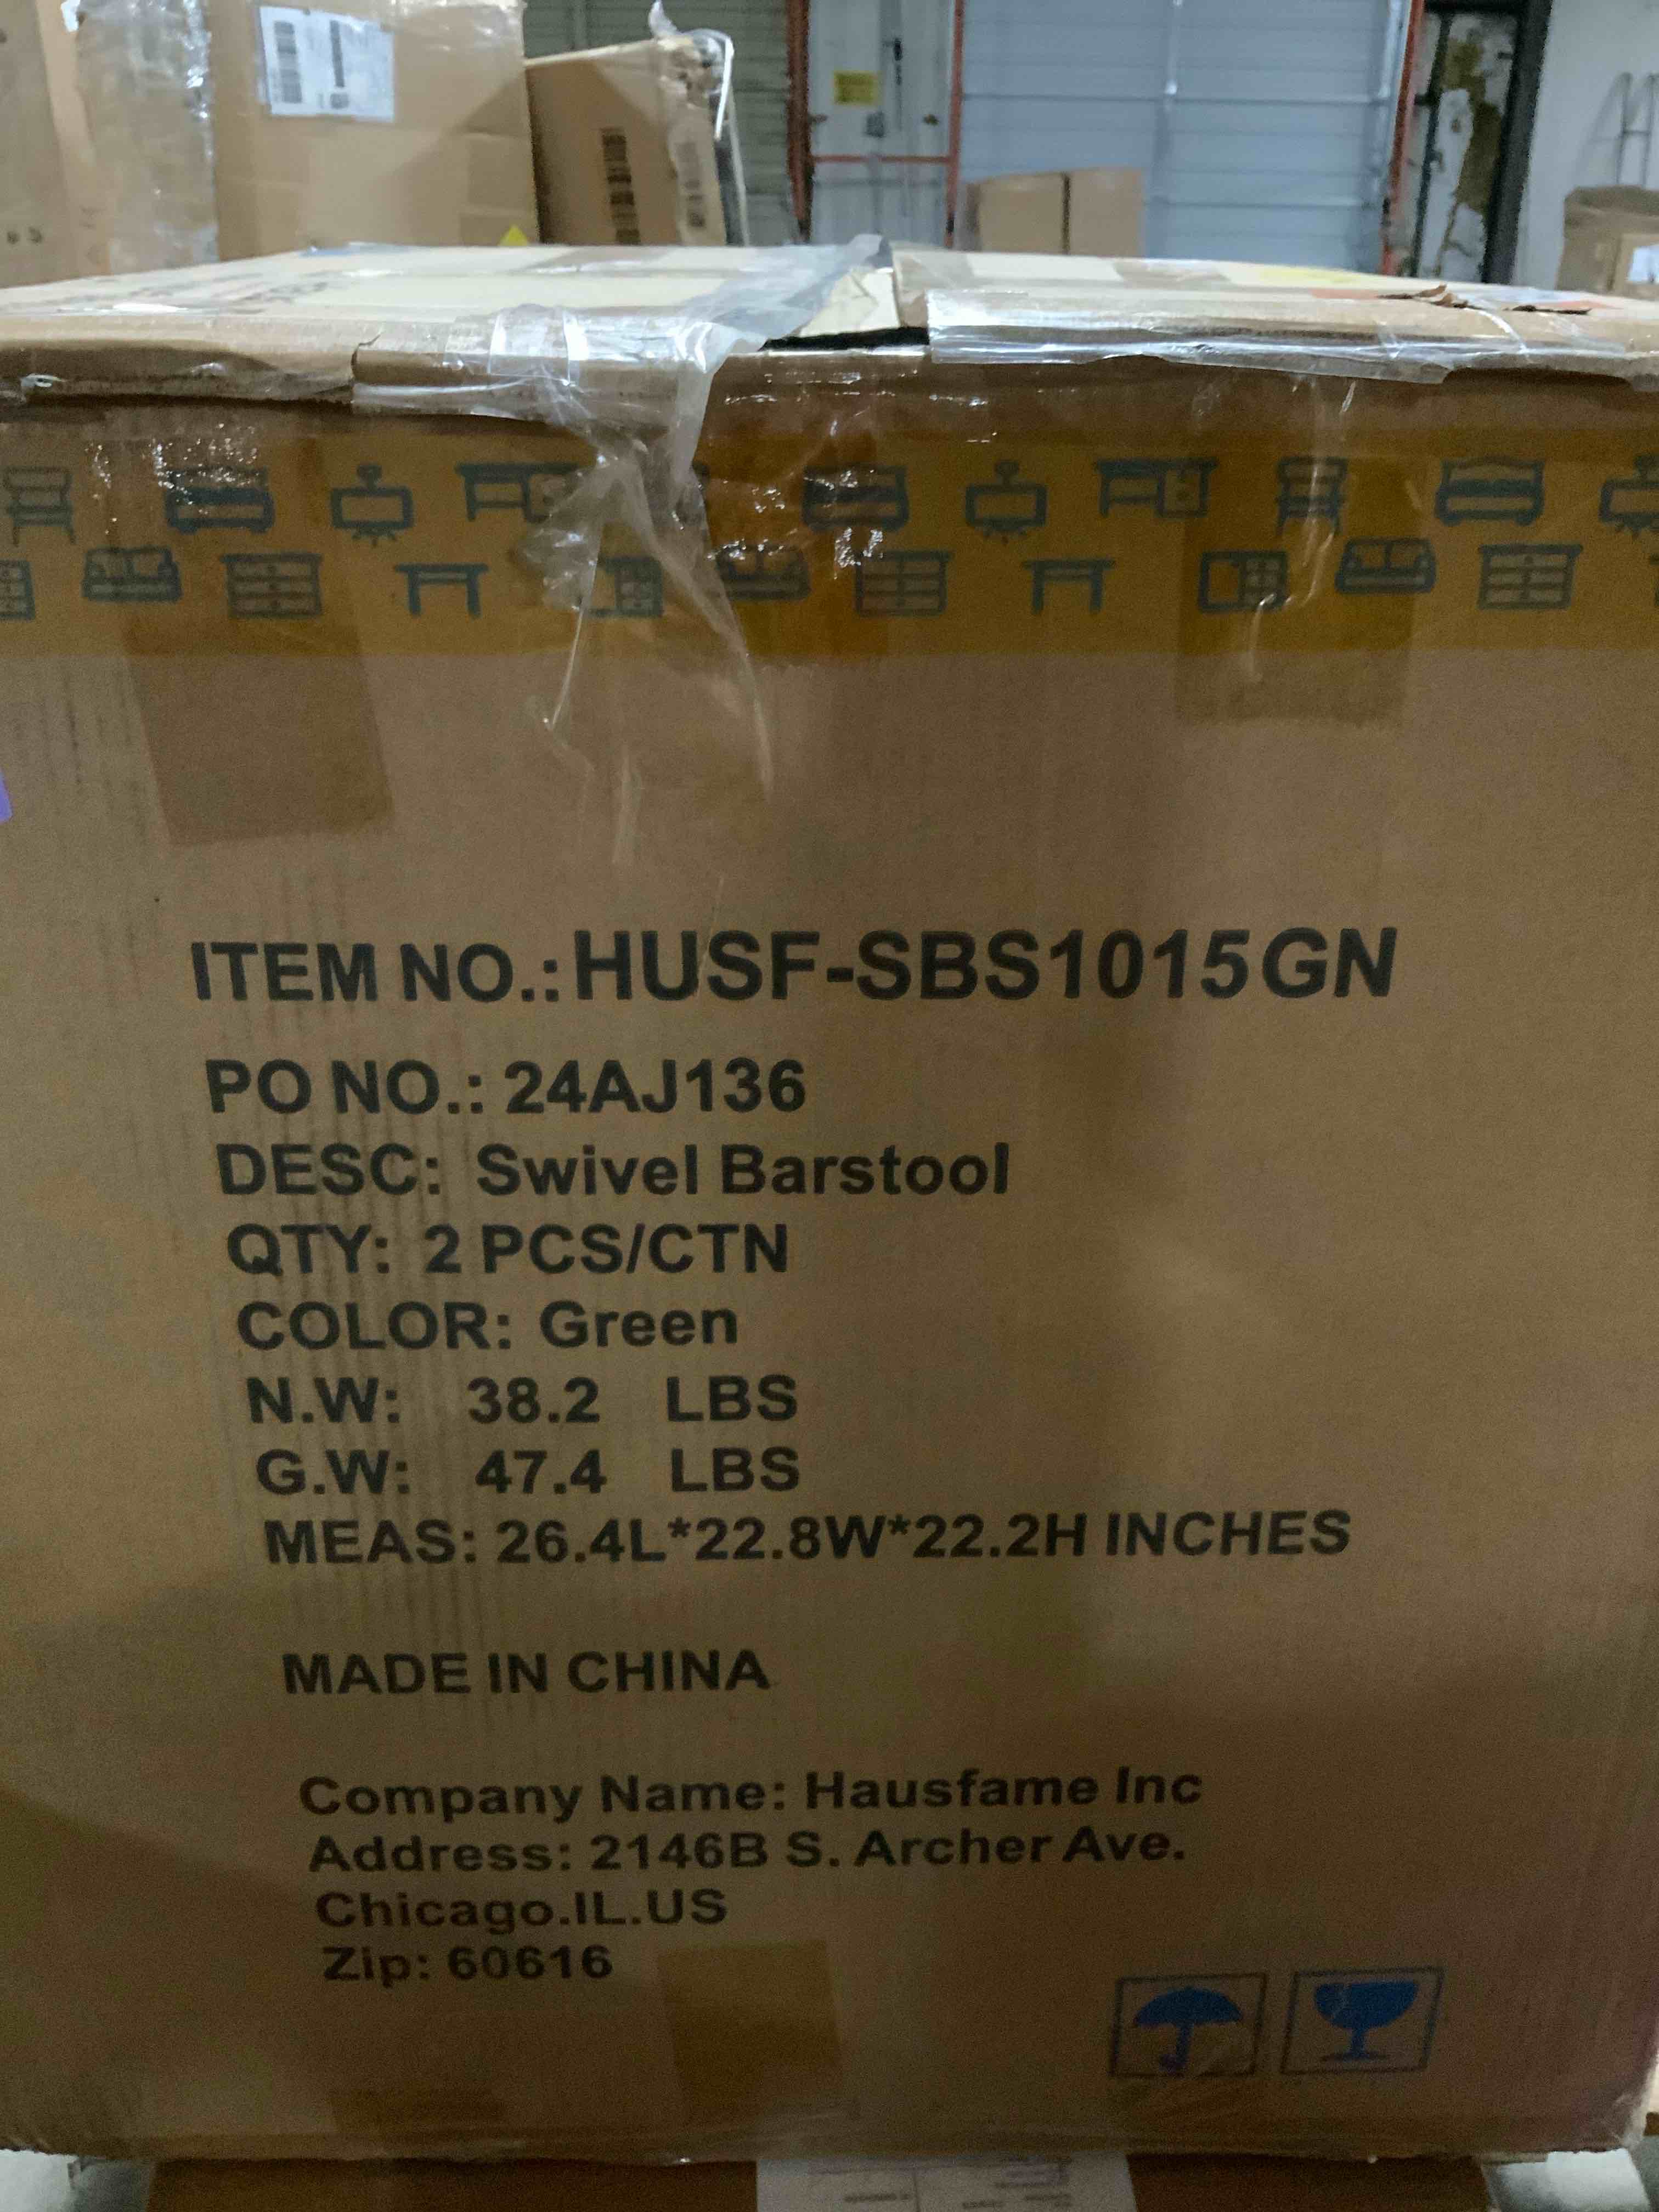 ITEM NO.: HUSF-SBS1015GN
PO NO.: 24AJ136
DESC: Swivel Barstool
QTY: 2 PCS/CTN
COLOR: Green
N.W: 38.2 LBS
G.W: 47.4 LBS
MEAS: 26.4L*22.8W*22.2H INCHES
MADE IN CHINA
Company Name: Hausfame Inc
Address: 2146B S. Archer Ave.
Chicago.IL.US
Zip: 60616